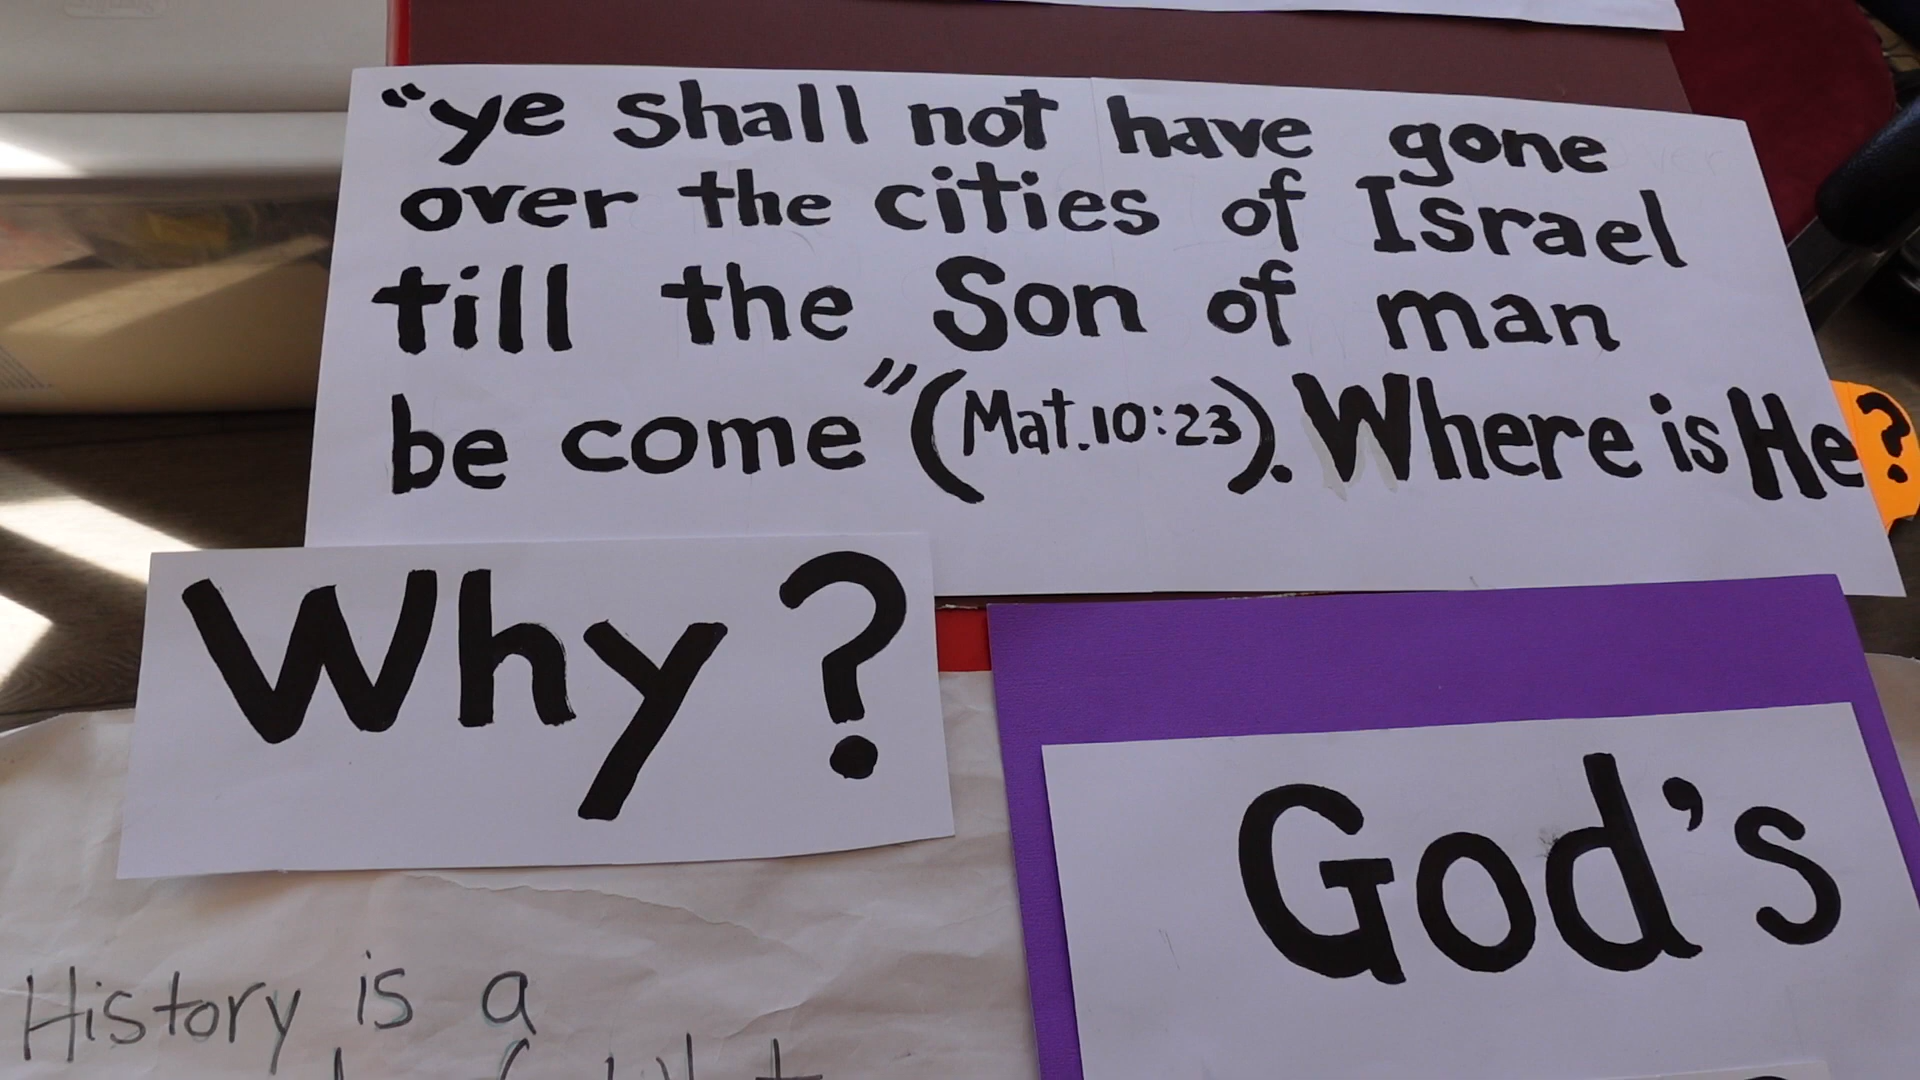 “ye shall not have gone
over the cities of Israel
till the Son of man
be come” (Mat. 10:23). Where is He?
Why?
God's
History is a